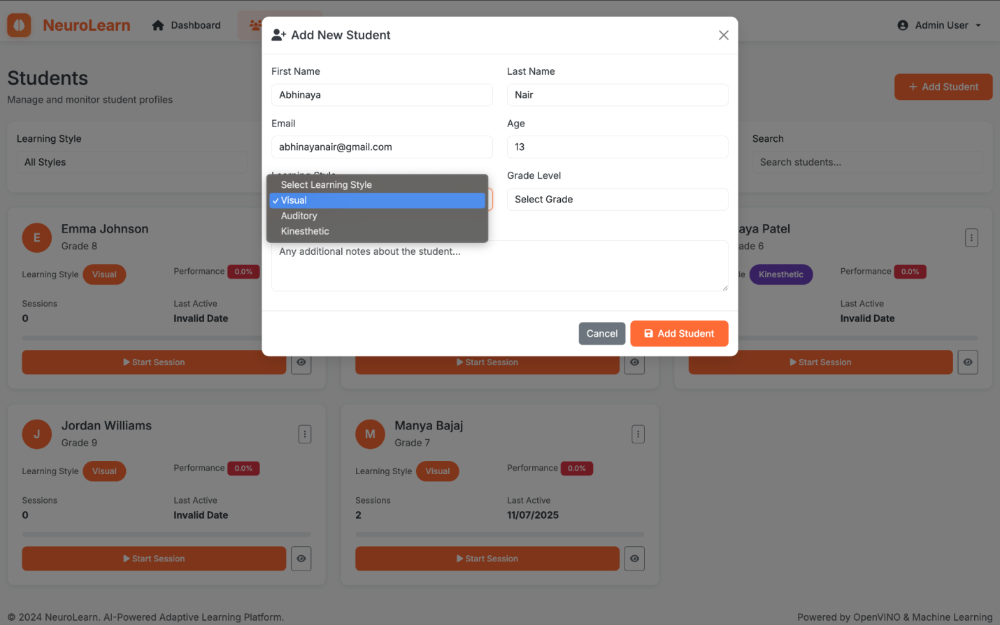 NeuroLearn
Dashboard
Admin User
Students
Manage and monitor student profiles
+ Add Student
Learning Style
All Styles
Search
Search students...
Add New Student
First Name
Last Name
Abhinaya
Nair
Email
Age
abhinayanair@gmail.com
13
Learning Style
Grade Level
Select Learning Style
✓ Visual
Auditory
Kinesthetic
Select Grade
Any additional notes about the student...
Cancel
Add Student
E
Emma Johnson
Grade 8
Learning Style Visual
Performance 0.0%
Sessions
0
Last Active
Invalid Date
Start Session
Start Session
aya Patel
ade 6
le Kinesthetic
Performance 0.0%
Last Active
Invalid Date
Start Session
J
Jordan Williams
Grade 9
Learning Style Visual
Performance 0.0%
Sessions
0
Last Active
Invalid Date
Start Session
M
Manya Bajaj
Grade 7
Learning Style Visual
Performance 0.0%
Sessions
2
Last Active
11/07/2025
Start Session
© 2024 NeuroLearn. AI-Powered Adaptive Learning Platform.
Powered by OpenVINO & Machine Learning